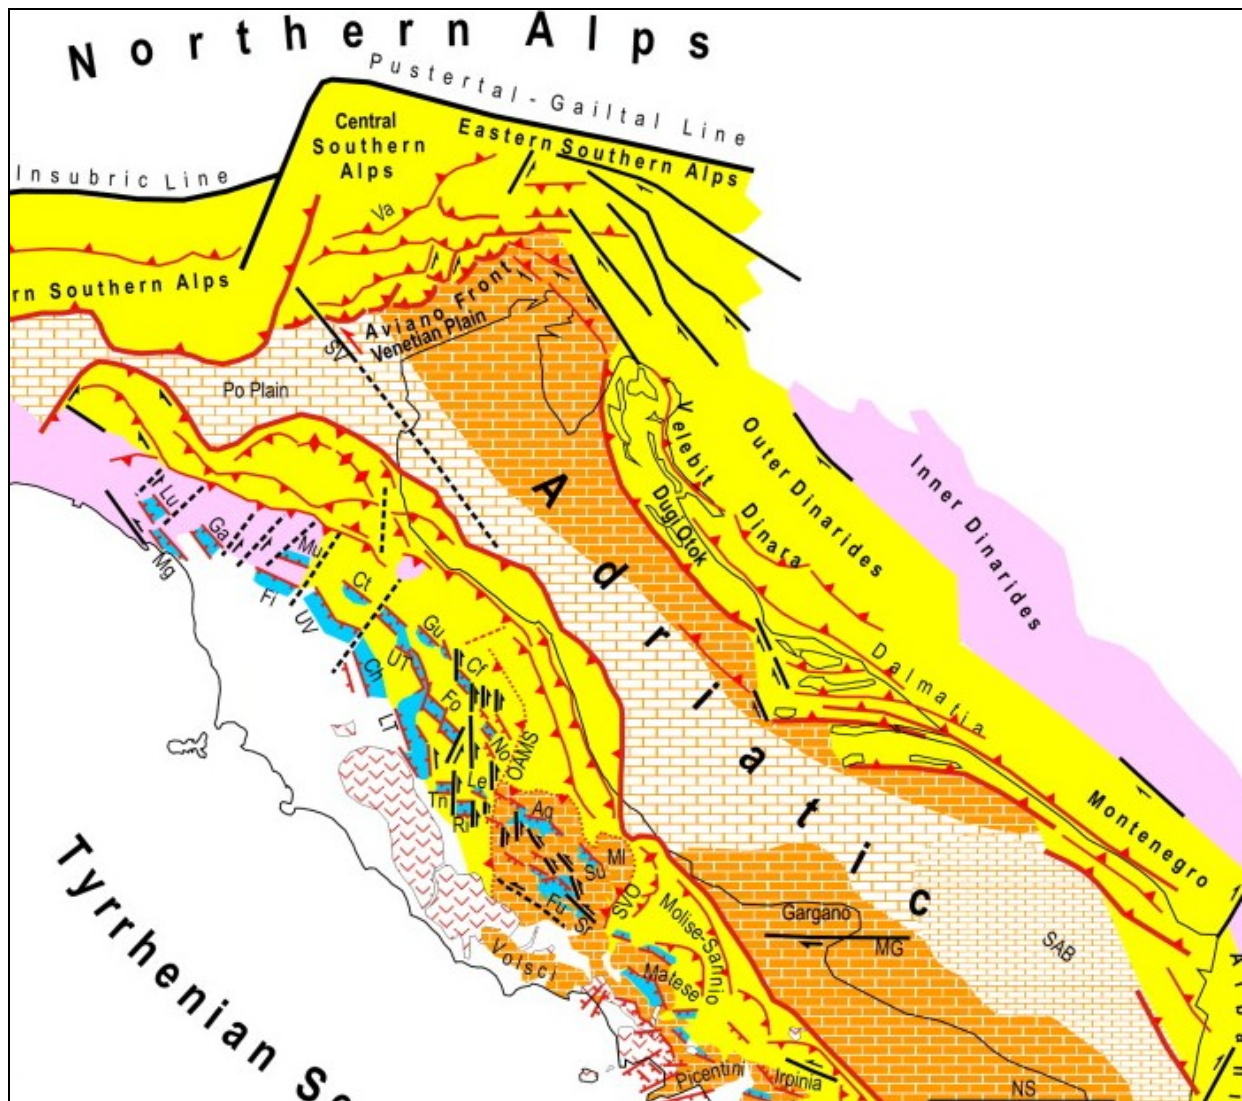 Northern Alps
Pustertal-Gailtal Line
Central
Southern
Alps
Eastern Southern Alps
Insubric Line
Va
rn Southern Alps
Aviano Front
Venetian Plain
SV
Po Plain
Velebit
Outer Dinarides
Inner Dinarides
Dugi Otok
Dinara
Adriatic
Lu
Ga
Mu
Mg
Fi
UV
Ct
Gu
Ch
UT
Cf
Fo
LT
No
OAMS
Dalmatia
Tn
Le
Ri
Aq
Montenegro
Su
Ml
Fu
Sr
SVO
Molise-Sannio
Gargano
MG
SAB
Volsci
Matese
Tyrrhenian Se
Picentini
Irpinia
NS